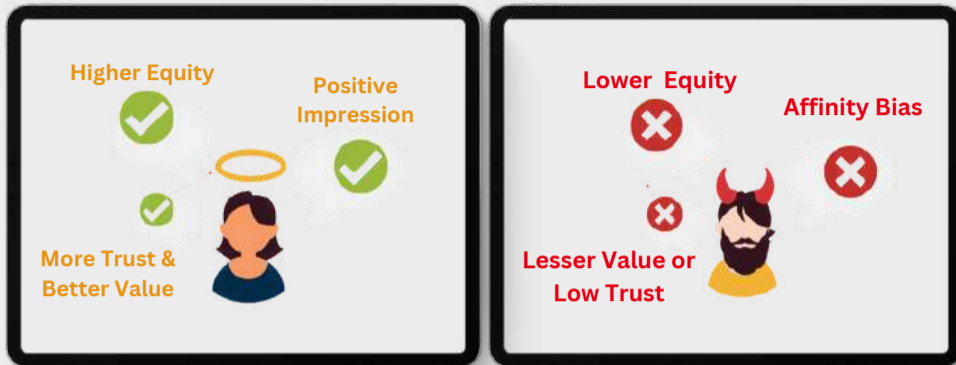 Higher Equity
Positive
Impression
More Trust &
Better Value
Lower Equity
Affinity Bias
Lesser Value or
Low Trust